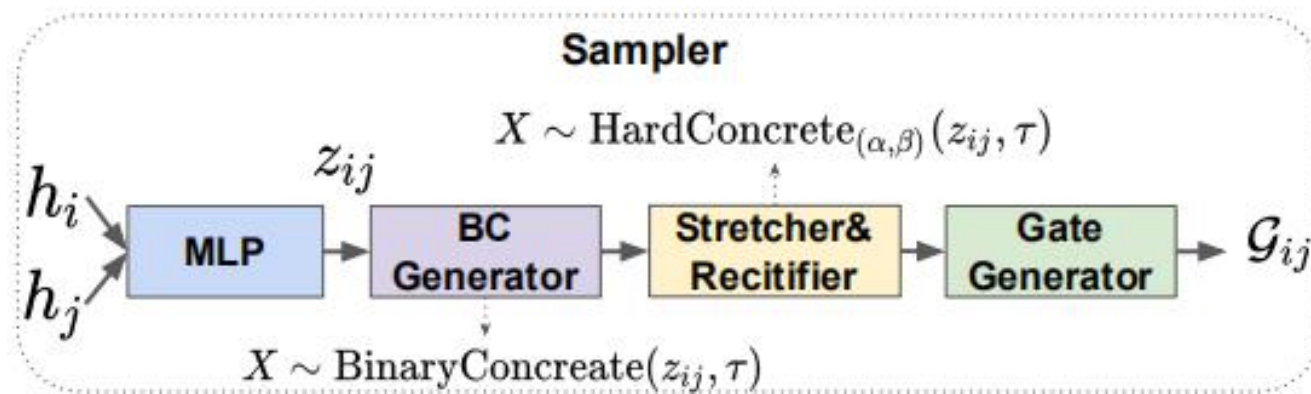 Sampler
X ∼ HardConcrete(α,β)(zij, τ)
zij
hi
hj
MLP
BC
Generator
Stretcher&
Recitifier
Gate
Generator
𝒢ij
X ∼ BinaryConcreate(zij, τ)